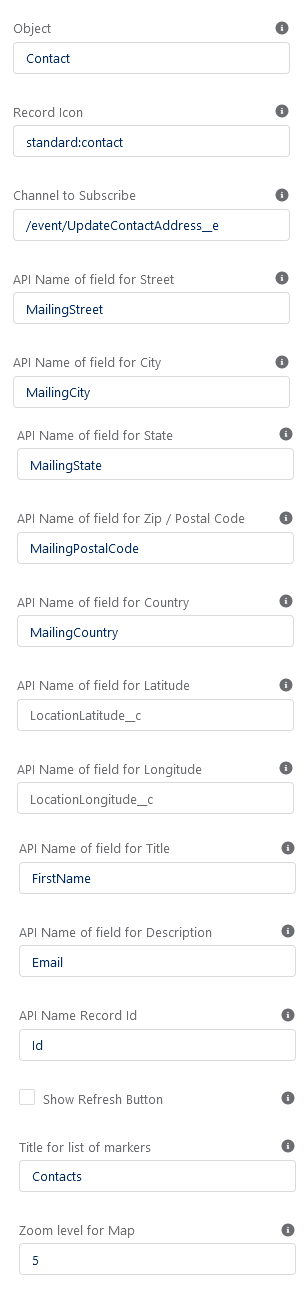 Object
Contact
Record Icon
standard:contact
Channel to Subscribe
/event/UpdateContactAddress__e
API Name of field for Street
MailingStreet
API Name of field for City
MailingCity
API Name of field for State
MailingState
API Name of field for Zip / Postal Code
MailingPostalCode
API Name of field for Country
MailingCountry
API Name of field for Latitude
LocationLatitude__c
API Name of field for Longitude
LocationLongitude__c
API Name of field for Title
FirstName
API Name of field for Description
Email
API Name Record Id
Id
Show Refresh Button
Title for list of markers
Contacts
Zoom level for Map
5